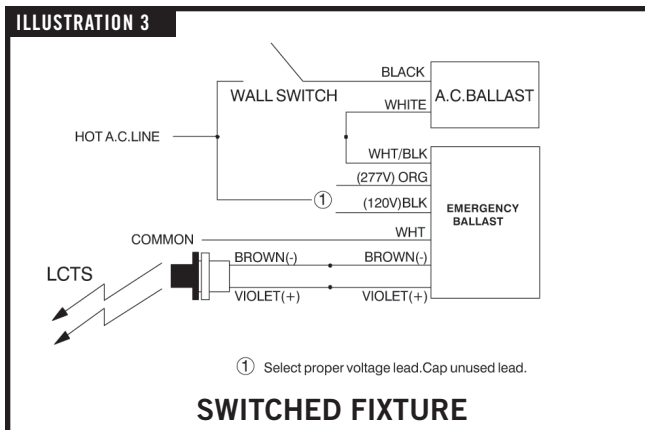 ILLUSTRATION 3
BLACK
WALL SWITCH
A.C.BALLAST
WHITE
HOT A.C.LINE
WHT/BLK
(277V) ORG
①
(120V)BLK
EMERGENCY
BALLAST
WHT
COMMON
BROWN(-)
BROWN(-)
LCTS
VIOLET(+)
VIOLET(+)
① Select proper voltage lead.Cap unused lead.
SWITCHED FIXTURE